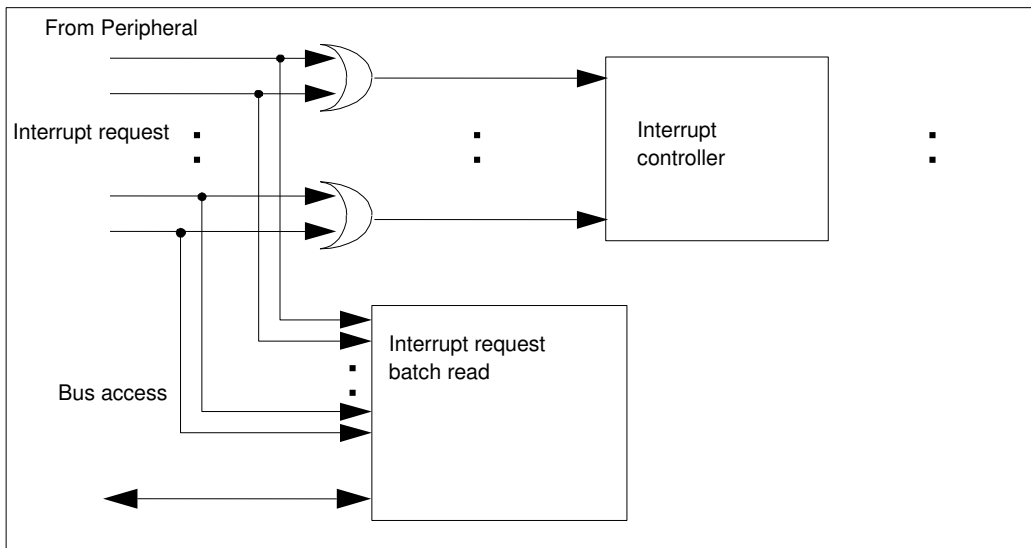 From Peripheral
Interrupt request
Interrupt
controller
Interrupt request
batch read
Bus access